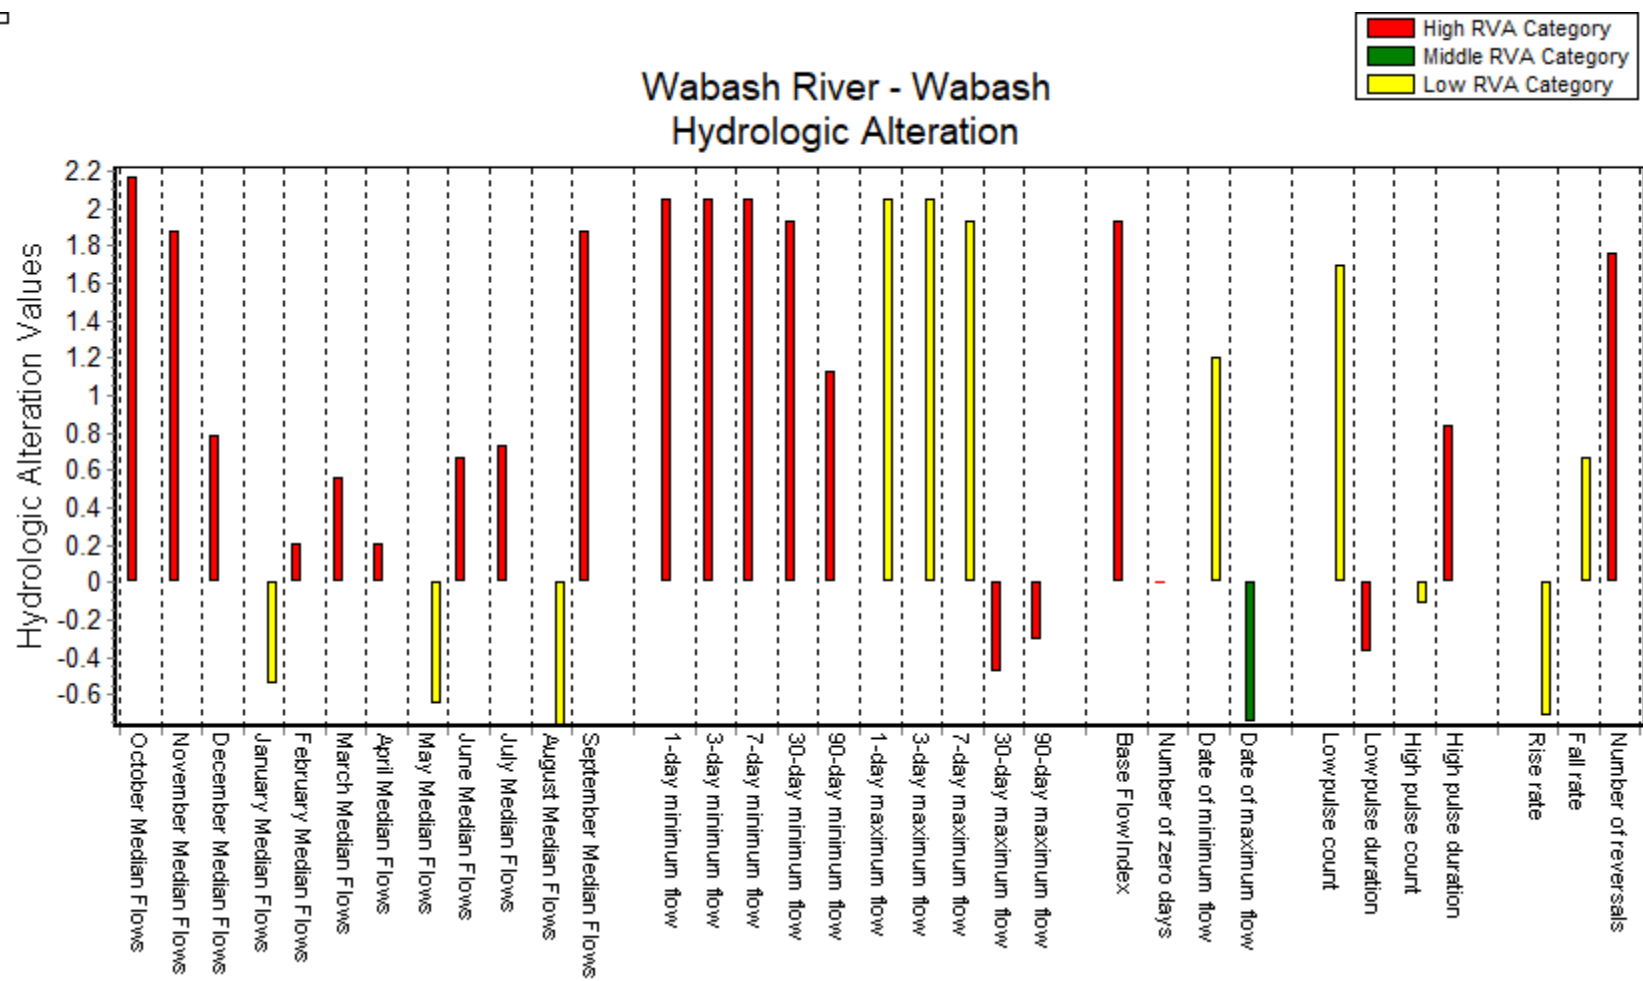 High RVA Category
Middle RVA Category
Low RVA Category
Wabash River - Wabash
Hydrologic Alteration
Hydrologic Alteration Values
2.2
2
1.8
1.6
1.4
1.2
1
0.8
0.6
0.4
0.2
0
-0.2
-0.4
-0.6
October Median Flows
November Median Flows
December Median Flows
January Median Flows
February Median Flows
March Median Flows
April Median Flows
May Median Flows
June Median Flows
July Median Flows
August Median Flows
September Median Flows
1-day minimum flow
3-day minimum flow
7-day minimum flow
30-day minimum flow
90-day minimum flow
1-day maximum flow
3-day maximum flow
7-day maximum flow
30-day maximum flow
90-day maximum flow
Base Flow Index
Number of zero days
Date of minimum flow
Date of maximum flow
Low pulse count
Low pulse duration
High pulse count
High pulse duration
Rise rate
Fall rate
Number of reversals